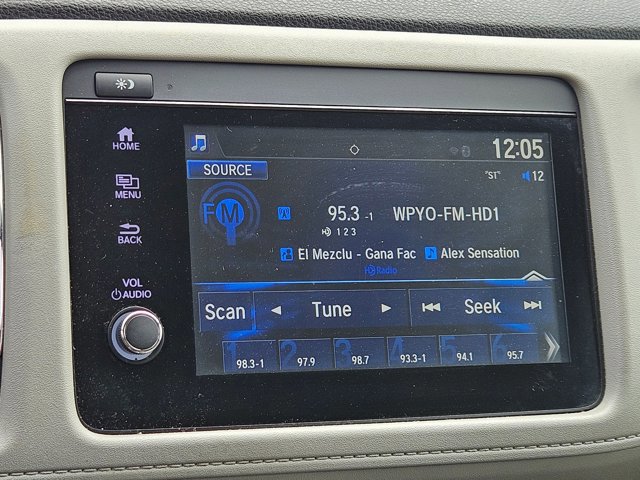 12:05
HOME
SOURCE
"ST" 12
MENU
FM 95.3 -1 WPYO-FM-HD1
HD 1 2 3
BACK
El Mezclu - Gana Fac Alex Sensation
HD Radio
VOL
AUDIO
Scan Tune Seek
1 2 3 4 5 6
98.3-1 97.9 98.7 93.3-1 94.1 95.7